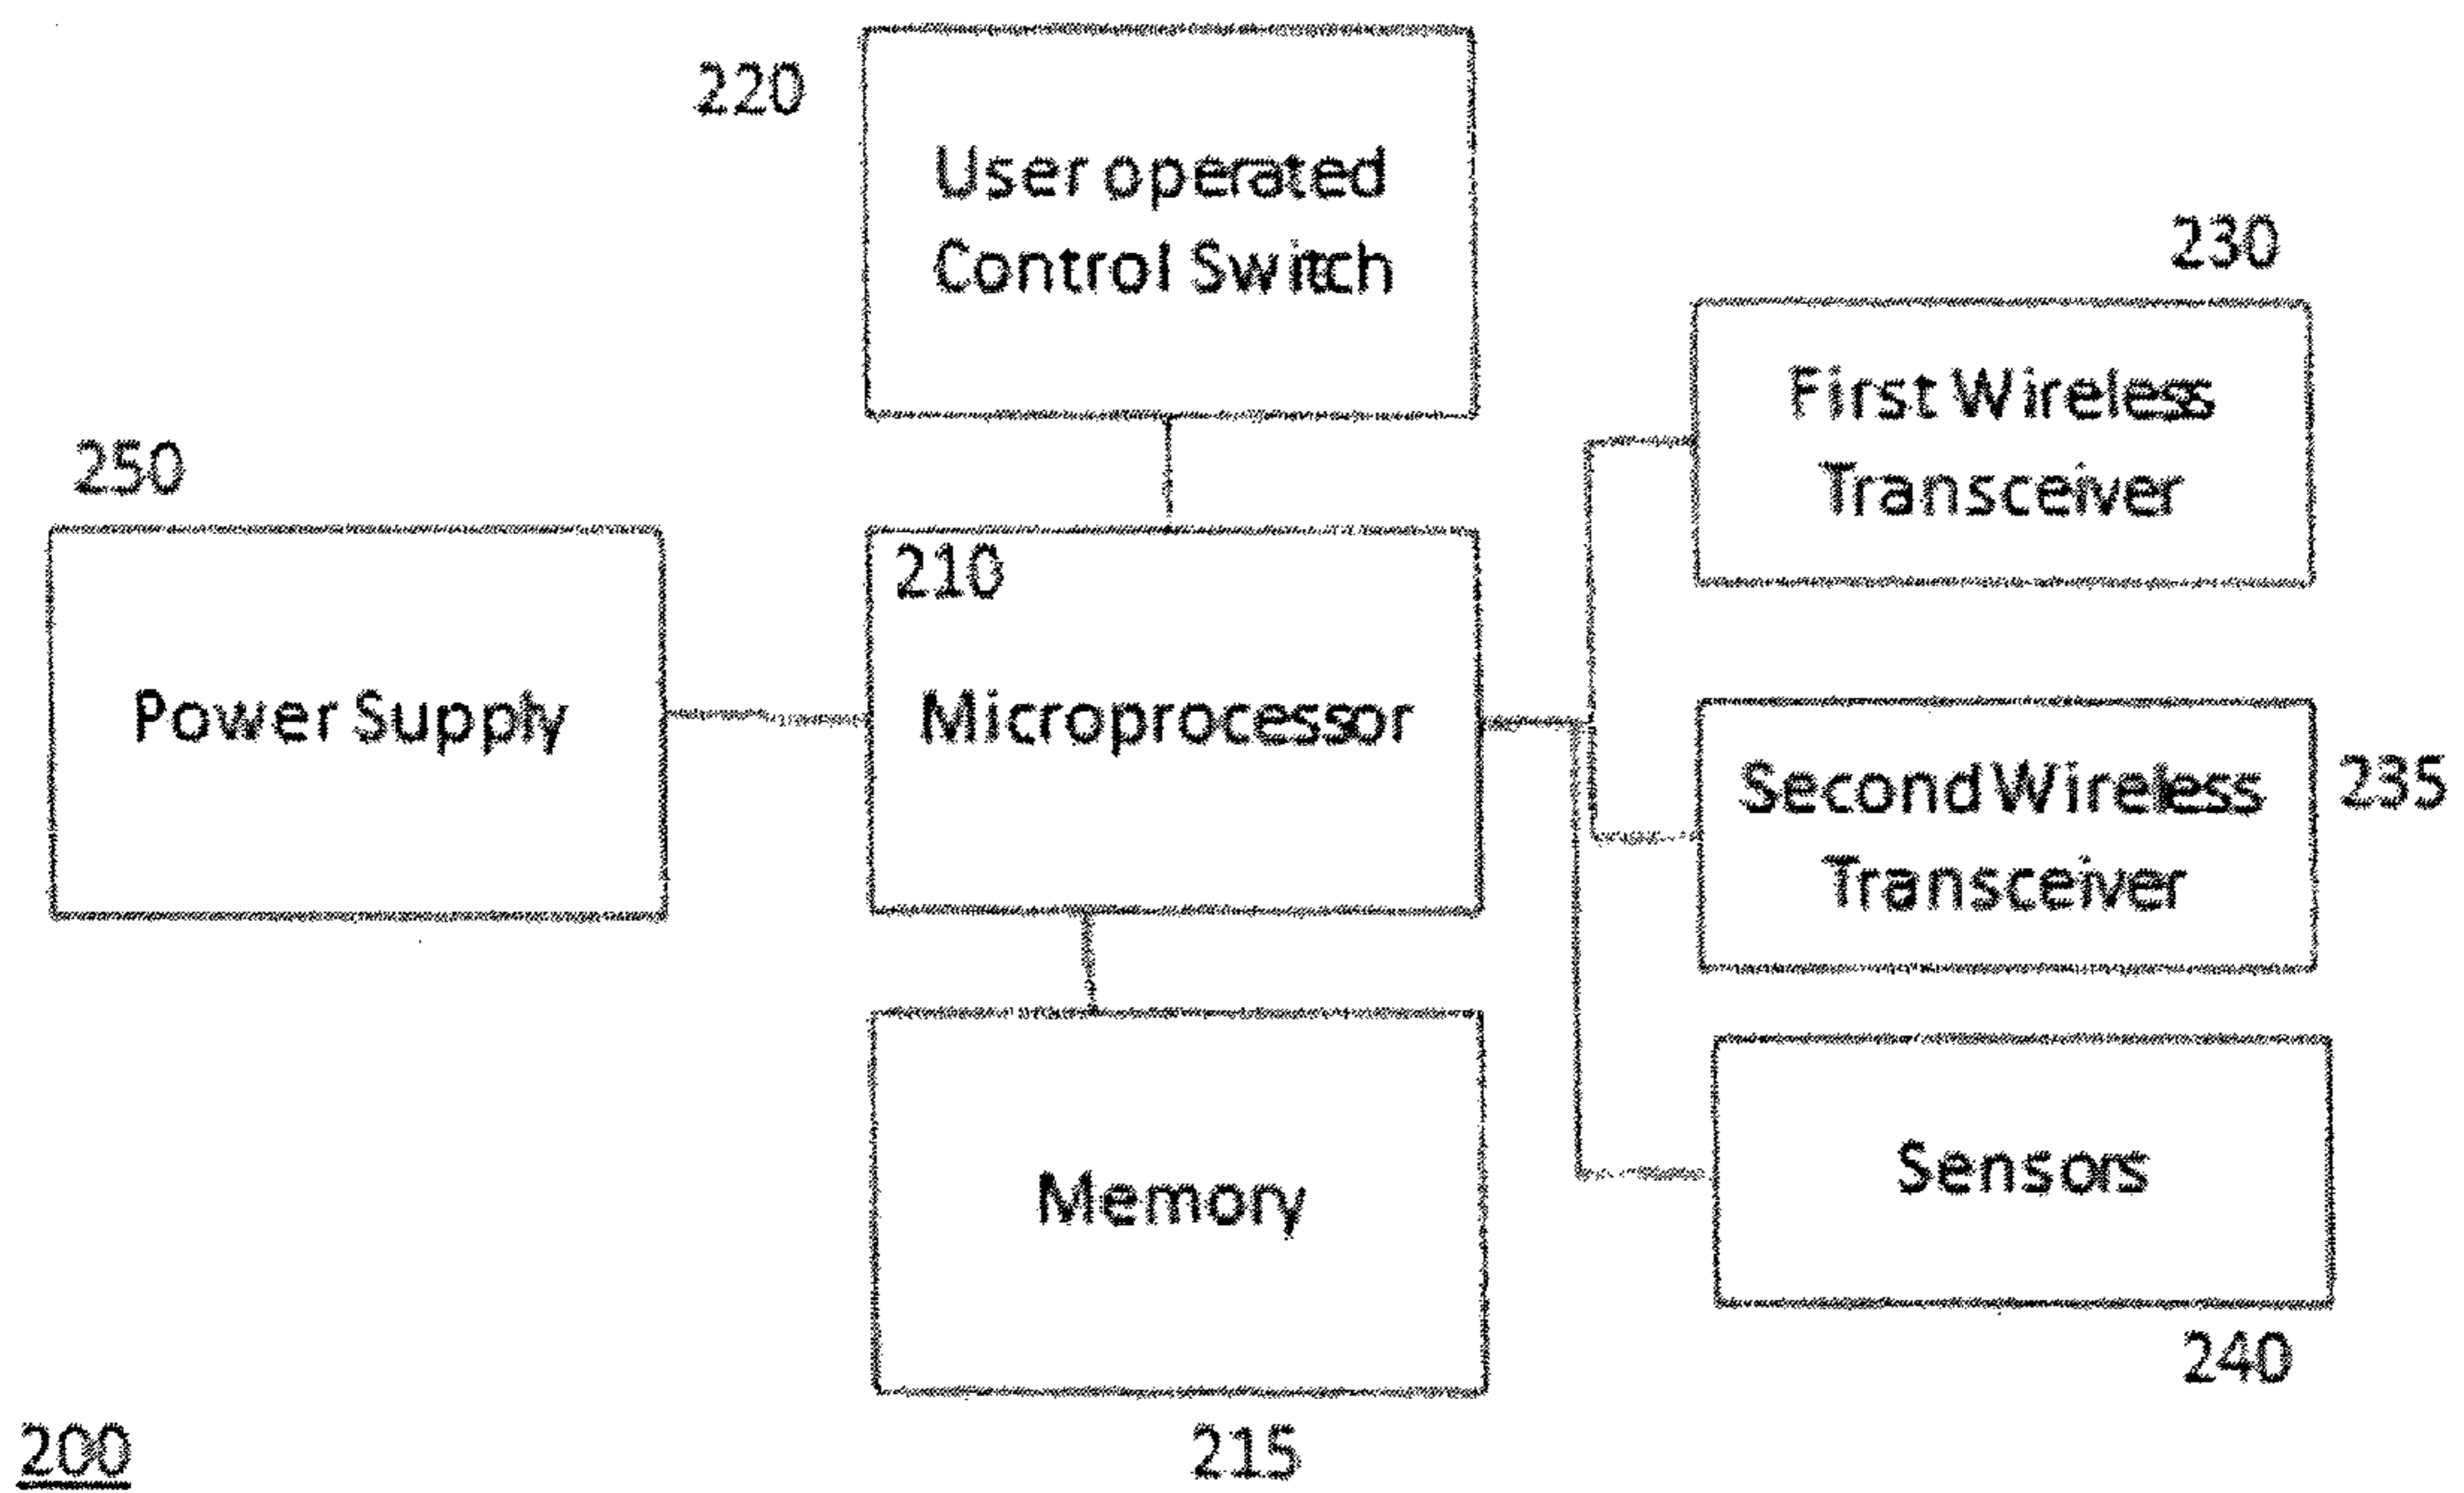 220
User operated
Control Switch
230
First Wireless
Transceiver
250
Power Supply
210
Microprocessor
Second Wireless
Transceiver
235
Memory
215
Sensors
240
200